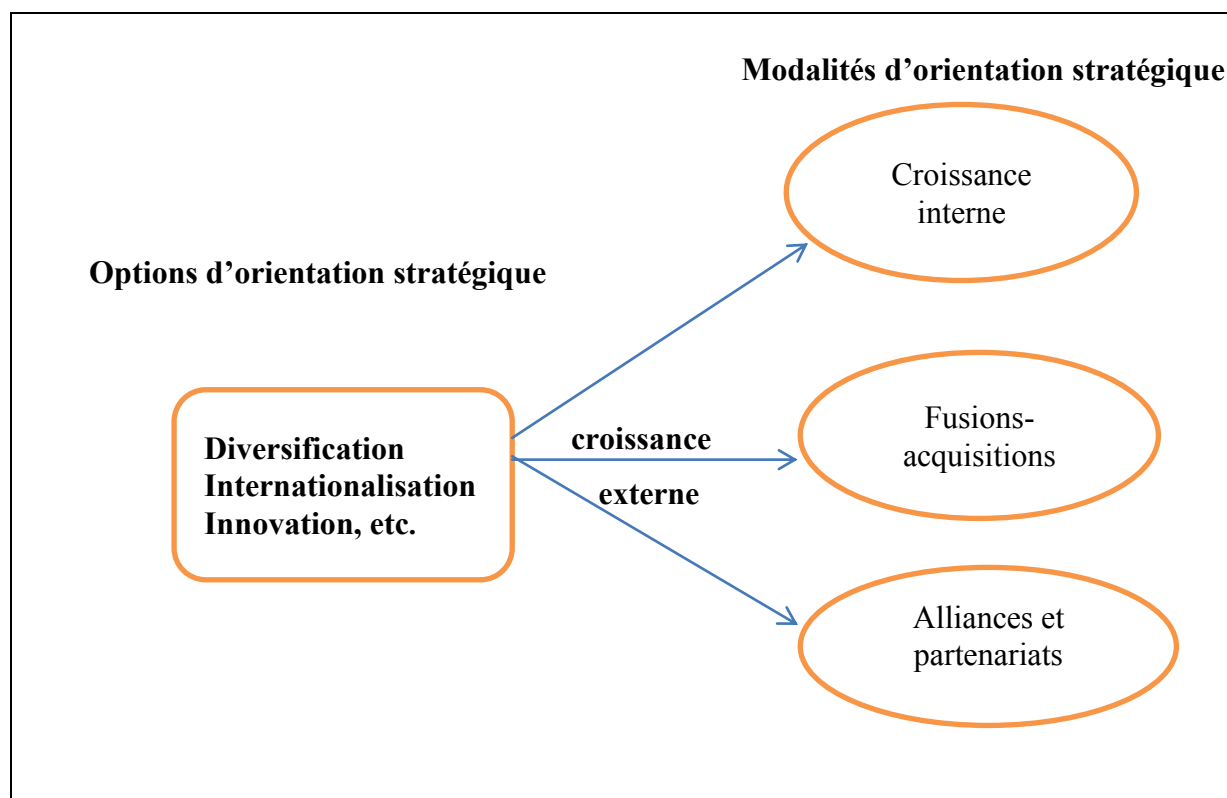 Modalités d’orientation stratégique
Croissance
interne
Options d’orientation stratégique
Diversification
Internationalisation
Innovation, etc.
croissance
externe
Fusions-
acquisitions
Alliances et
partenariats